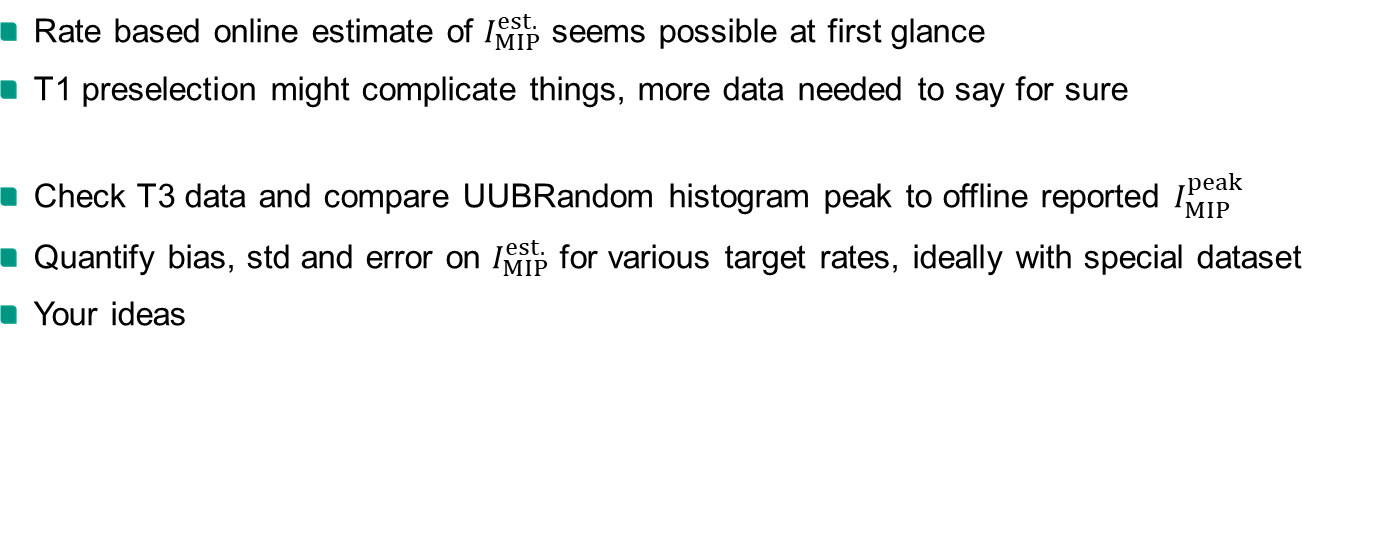 Rate based online estimate of I_MIP^est. seems possible at first glance
T1 preselection might complicate things, more data needed to say for sure
Check T3 data and compare UUBRandom histogram peak to offline reported I_MIP^peak
Quantify bias, std and error on I_MIP^est. for various target rates, ideally with special dataset
Your ideas